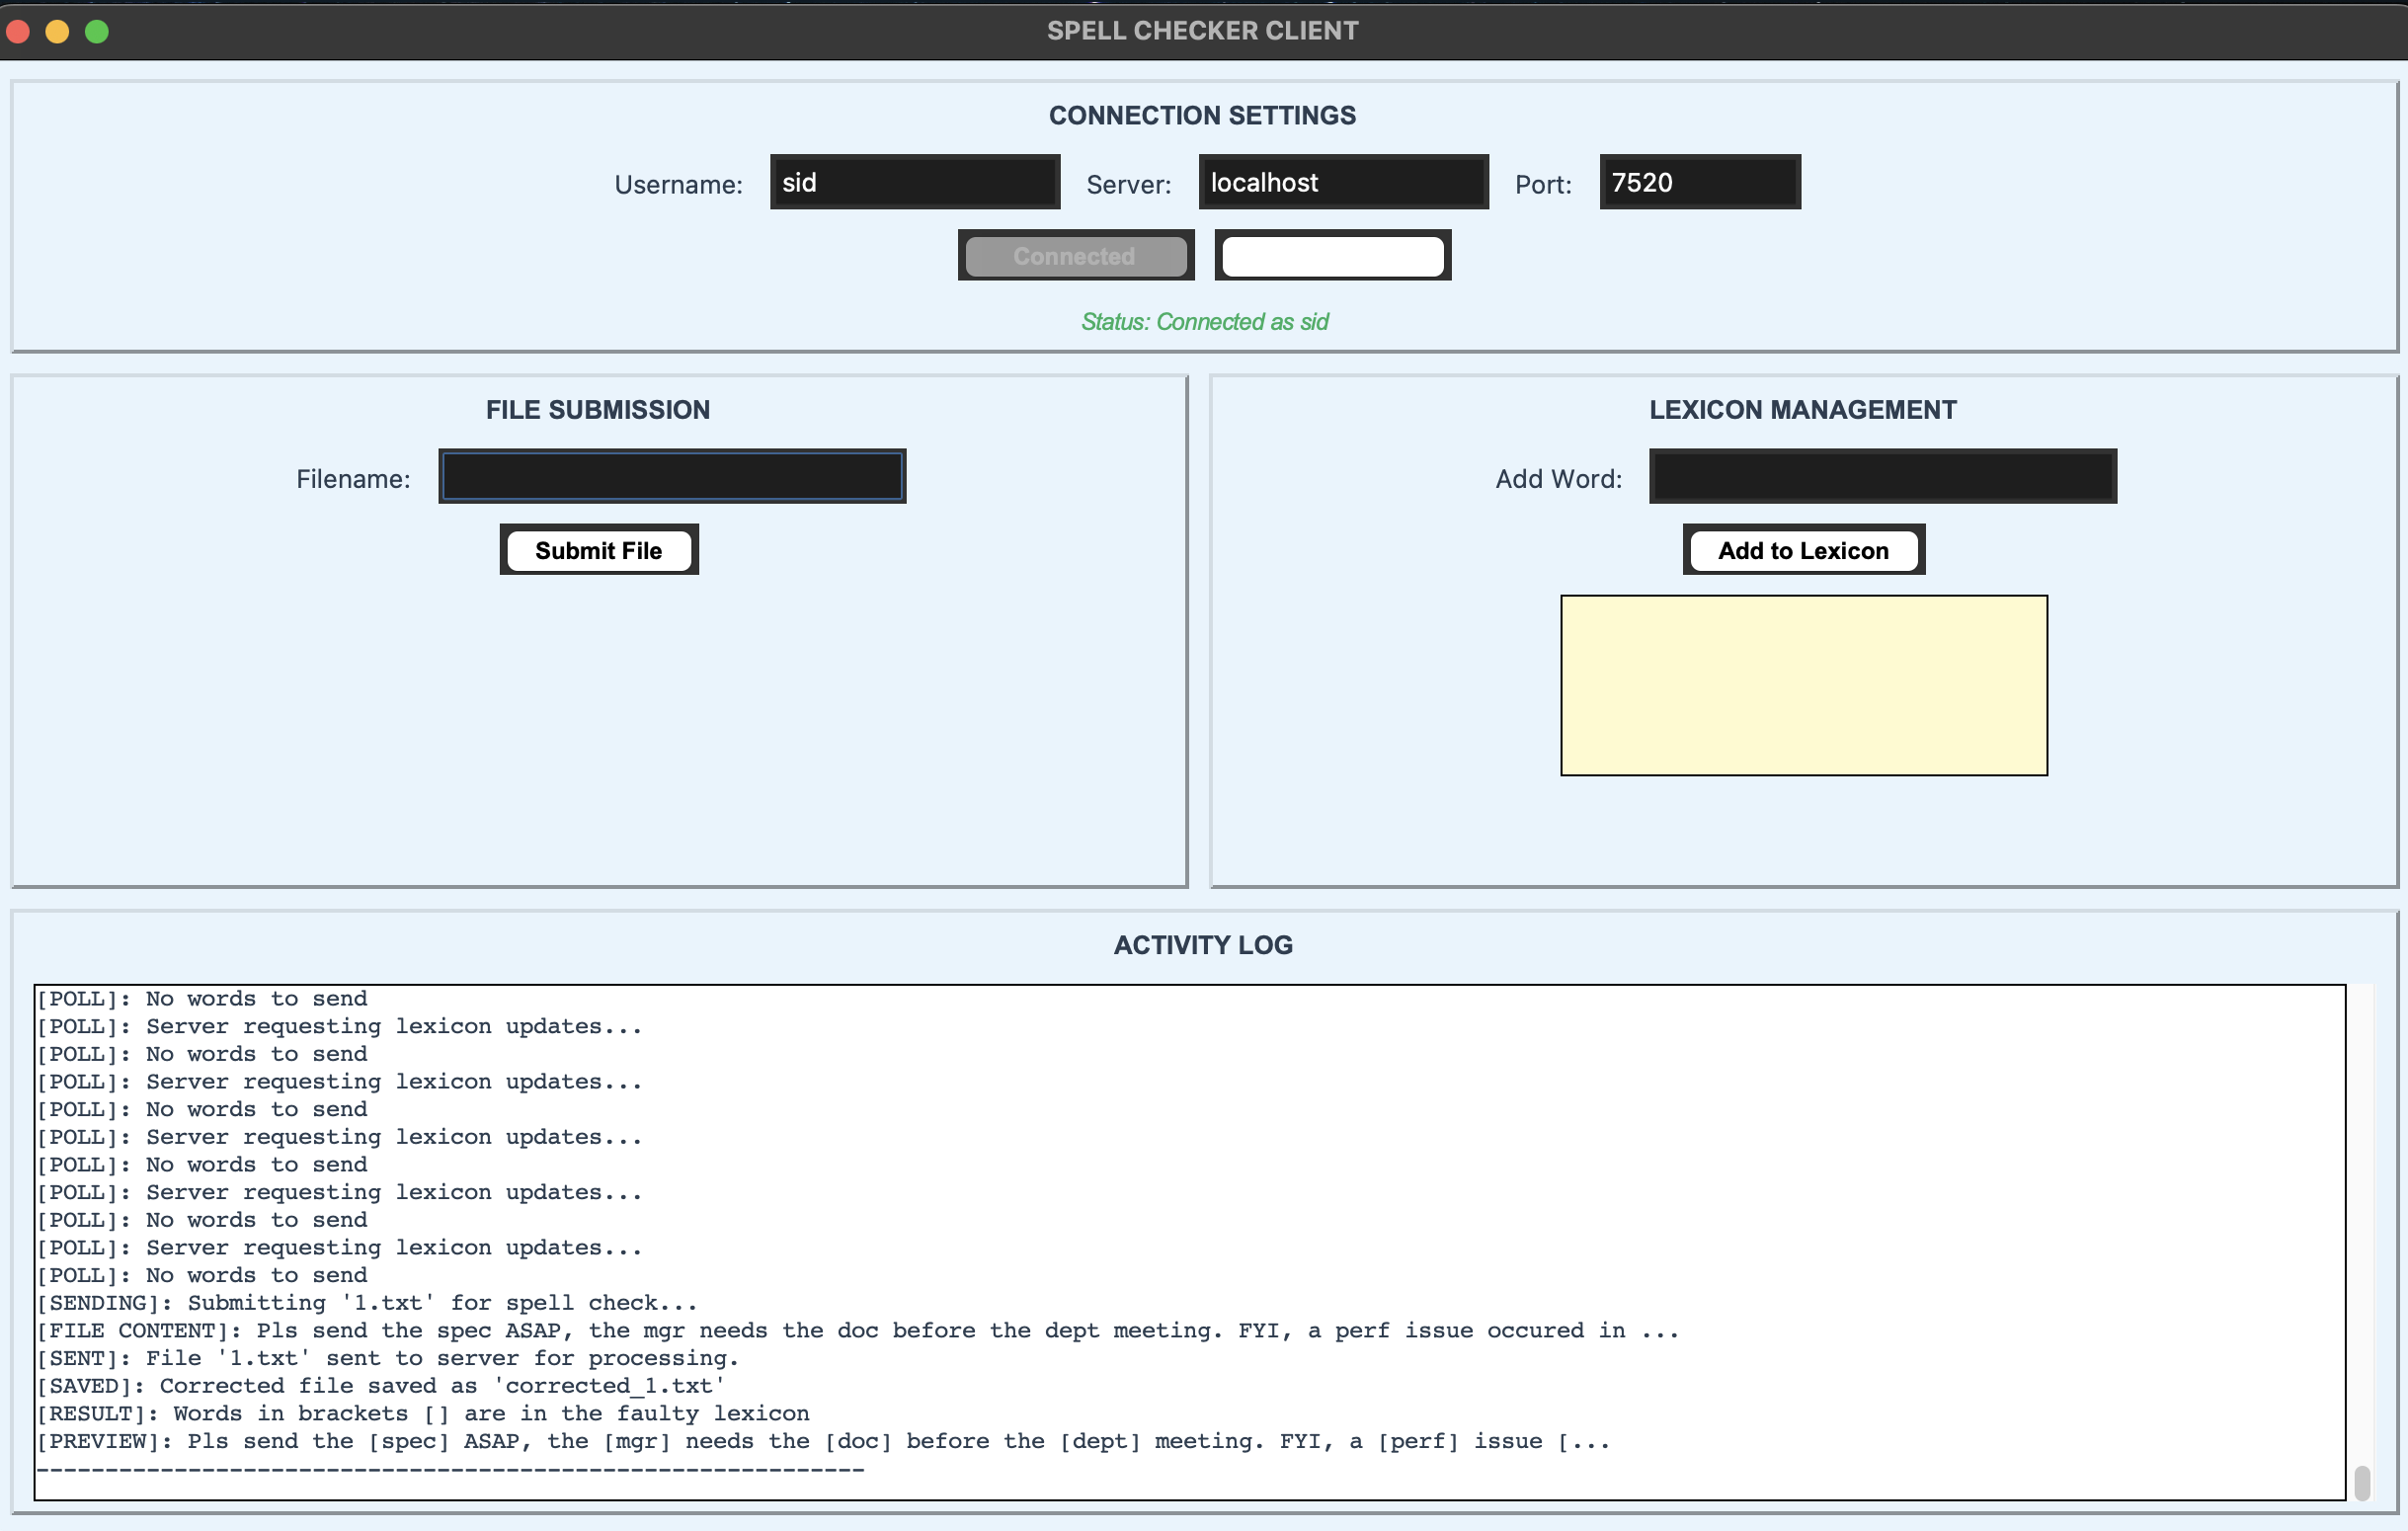 SPELL CHECKER CLIENT
CONNECTION SETTINGS
Username: sid Server: localhost Port: 7520
Connected
Status: Connected as sid
FILE SUBMISSION
Filename:
Submit File
LEXICON MANAGEMENT
Add Word:
Add to Lexicon
ACTIVITY LOG
[POLL]: No words to send
[POLL]: Server requesting lexicon updates...
[POLL]: No words to send
[POLL]: Server requesting lexicon updates...
[POLL]: No words to send
[POLL]: Server requesting lexicon updates...
[POLL]: No words to send
[POLL]: Server requesting lexicon updates...
[POLL]: No words to send
[POLL]: Server requesting lexicon updates...
[POLL]: No words to send
[SENDING]: Submitting '1.txt' for spell check...
[FILE CONTENT]: Pls send the spec ASAP, the mgr needs the doc before the dept meeting. FYI, a perf issue occured in ...
[SENT]: File '1.txt' sent to server for processing.
[SAVED]: Corrected file saved as 'corrected_1.txt'
[RESULT]: Words in brackets [] are in the faulty lexicon
[PREVIEW]: Pls send the [spec] ASAP, the [mgr] needs the [doc] before the [dept] meeting. FYI, a [perf] issue [...
------------------------------------------------------------